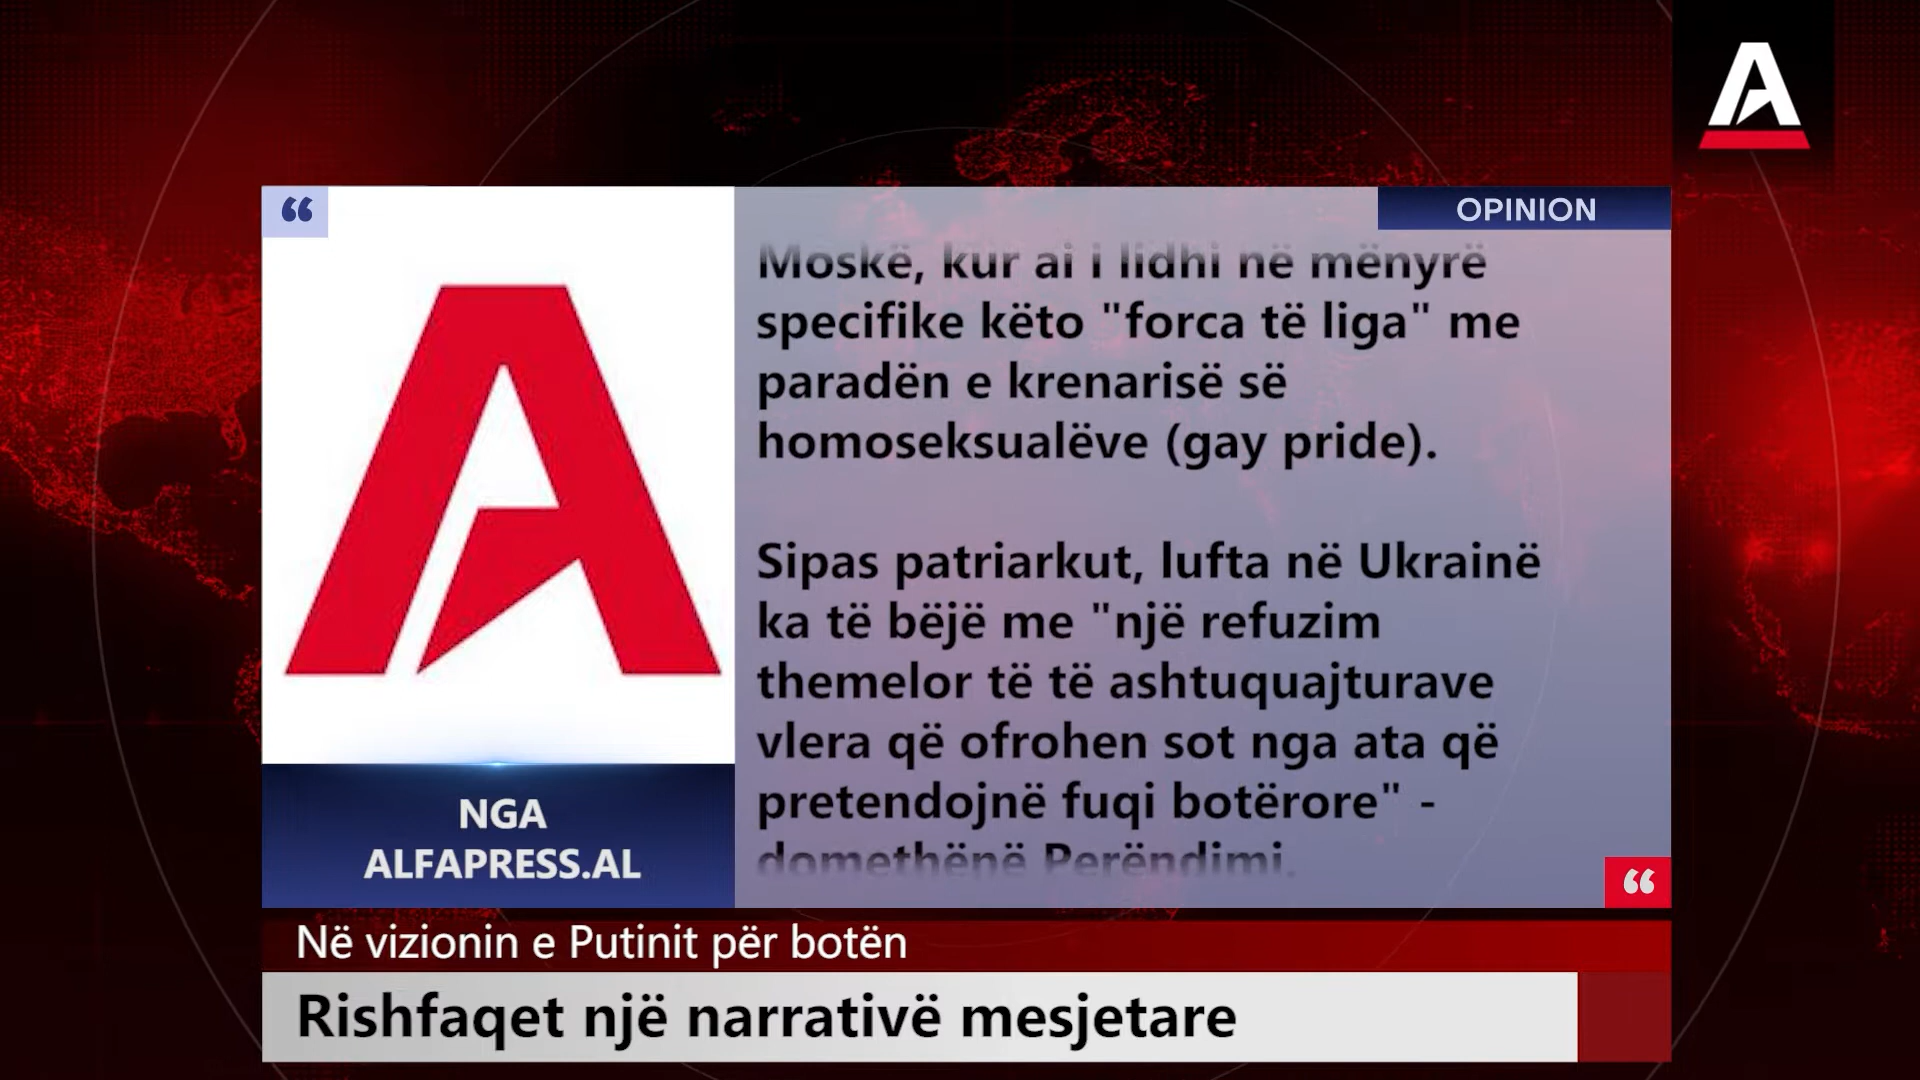 OPINION
Moskë, kur ai i lidhi në mënyrë
specifike këto "forca të liga" me
paradën e krenarisë së
homoseksualëve (gay pride).
Sipas patriarkut, lufta në Ukrainë
ka të bëjë me "një refuzim
themelor të të ashtuquajturave
vlera që ofrohen sot nga ata që
pretendojnë fuqi botërore" -
domethënë Perëndimi.
NGA
ALFAPRESS.AL
Në vizionin e Putinit për botën
Rishfaqet një narrativë mesjetare